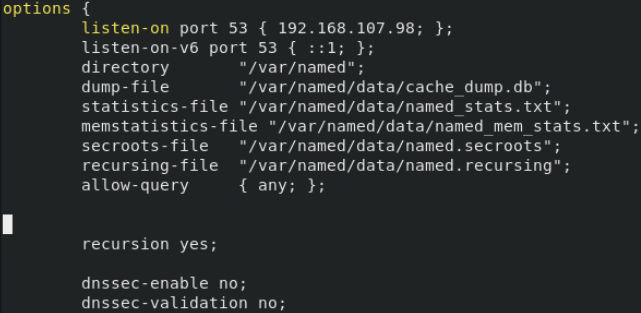 options {
listen-on port 53 { 192.168.107.98; };
listen-on-v6 port 53 { ::1; };
directory "/var/named";
dump-file "/var/named/data/cache_dump.db";
statistics-file "/var/named/data/named_stats.txt";
memstatistics-file "/var/named/data/named_mem_stats.txt";
secroots-file "/var/named/data/named.secroots";
recursing-file "/var/named/data/named.recursing";
allow-query { any; };
recursion yes;
dnssec-enable no;
dnssec-validation no;